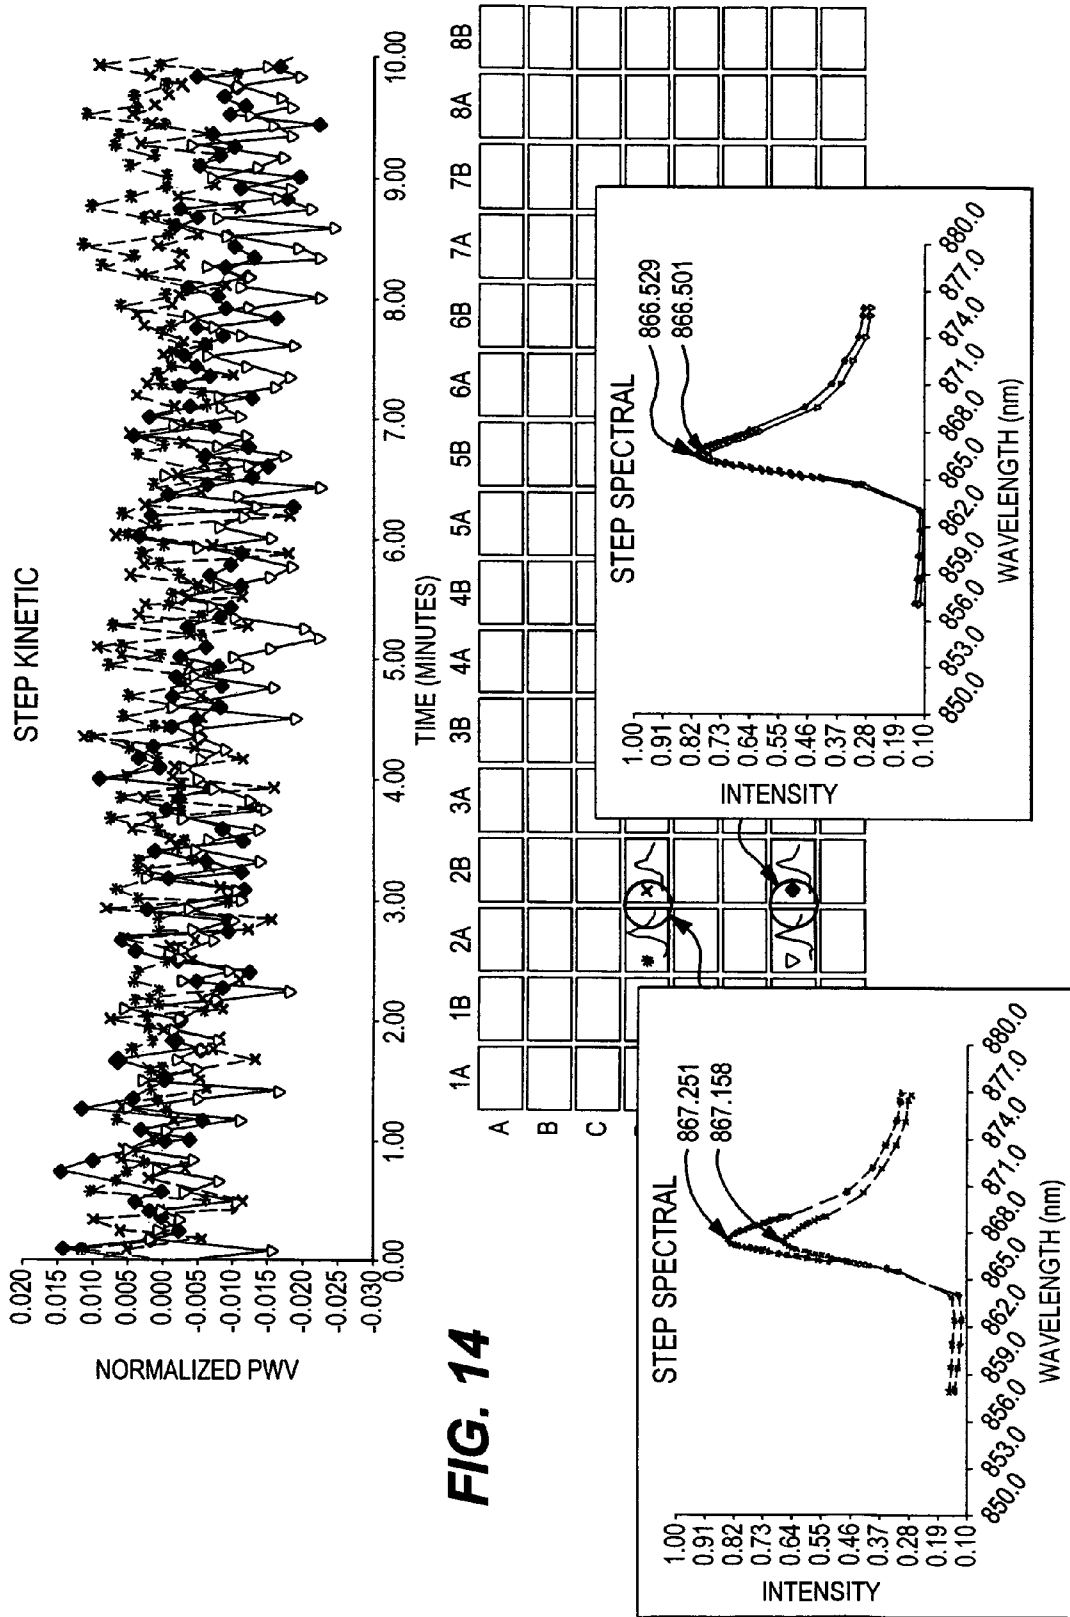 STEP KINETIC
NORMALIZED PWV
0.020
0.015
0.010
0.005
0.000
-0.005
-0.010
-0.015
-0.020
-0.025
-0.030
0.00 1.00 2.00 3.00 4.00 5.00 6.00 7.00 8.00 9.00 10.00
TIME (MINUTES)
FIG. 14
1A 1B 2A 2B 3A 3B 4A 4B 5A 5B 6A 6B 7A 7B 8A 8B
A
B
C
STEP SPECTRAL
867.251
867.158
INTENSITY
1.00
0.91
0.82
0.73
0.64
0.55
0.46
0.37
0.28
0.19
0.10
850.0 853.0 856.0 859.0 862.0 865.0 868.0 871.0 874.0 877.0 880.0
WAVELENGTH (nm)
STEP SPECTRAL
866.529
866.501
INTENSITY
1.00
0.91
0.82
0.73
0.64
0.55
0.46
0.37
0.28
0.19
0.10
850.0 853.0 856.0 859.0 862.0 865.0 868.0 871.0 874.0 877.0 880.0
WAVELENGTH (nm)